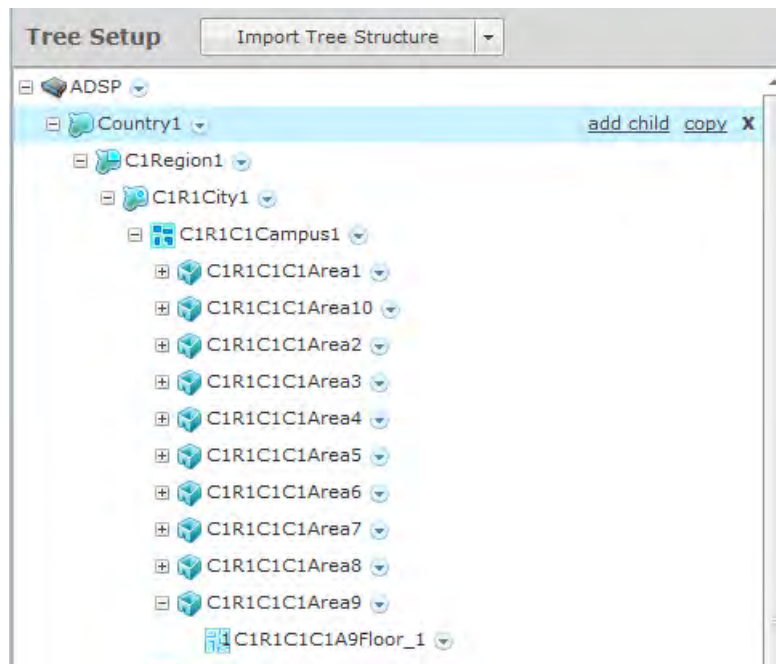 Tree Setup Import Tree Structure
ADSP
Country1 add child copy X
C1Region1
C1R1City1
C1R1C1Campus1
C1R1C1C1Area1
C1R1C1C1Area10
C1R1C1C1Area2
C1R1C1C1Area3
C1R1C1C1Area4
C1R1C1C1Area5
C1R1C1C1Area6
C1R1C1C1Area7
C1R1C1C1Area8
C1R1C1C1Area9
1 C1R1C1C1A9Floor_1